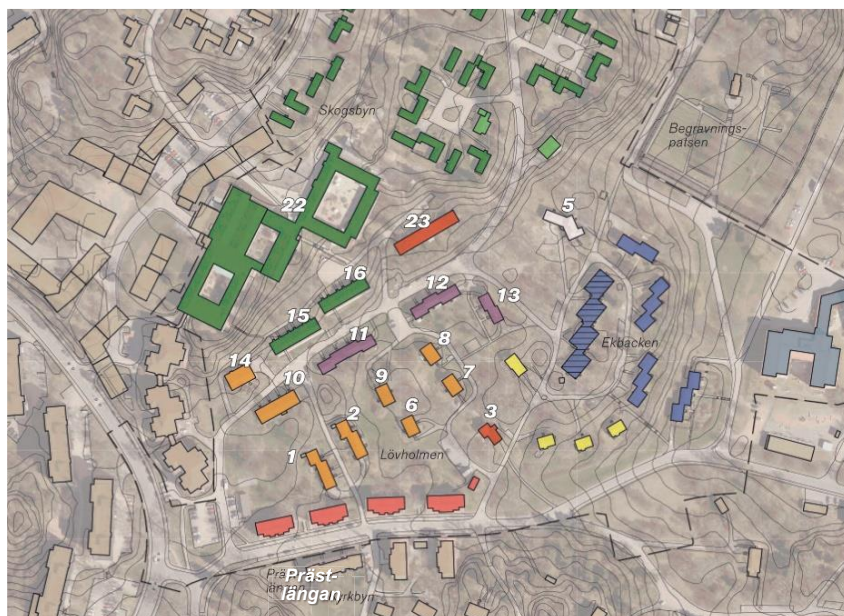 Skogsbyn
Begravnings-
patsen
22
5
23
16
12
13
15
11
8
14
7
10
9
6
2
3
1
Ekbacken
Lövholmen
Präst-
längan